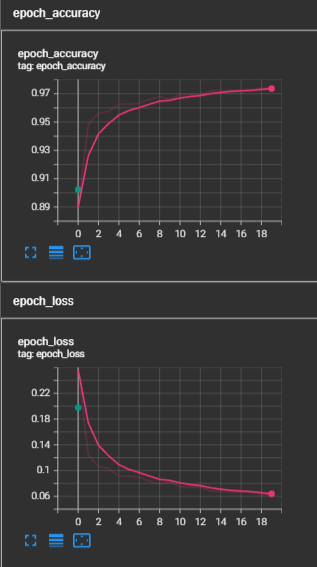 epoch_accuracy
epoch_accuracy
tag: epoch_accuracy
0.97
0.95
0.93
0.91
0.89
0 2 4 6 8 10 12 14 16 18
epoch_loss
epoch_loss
tag: epoch_loss
0.22
0.18
0.14
0.1
0.06
0 2 4 6 8 10 12 14 16 18